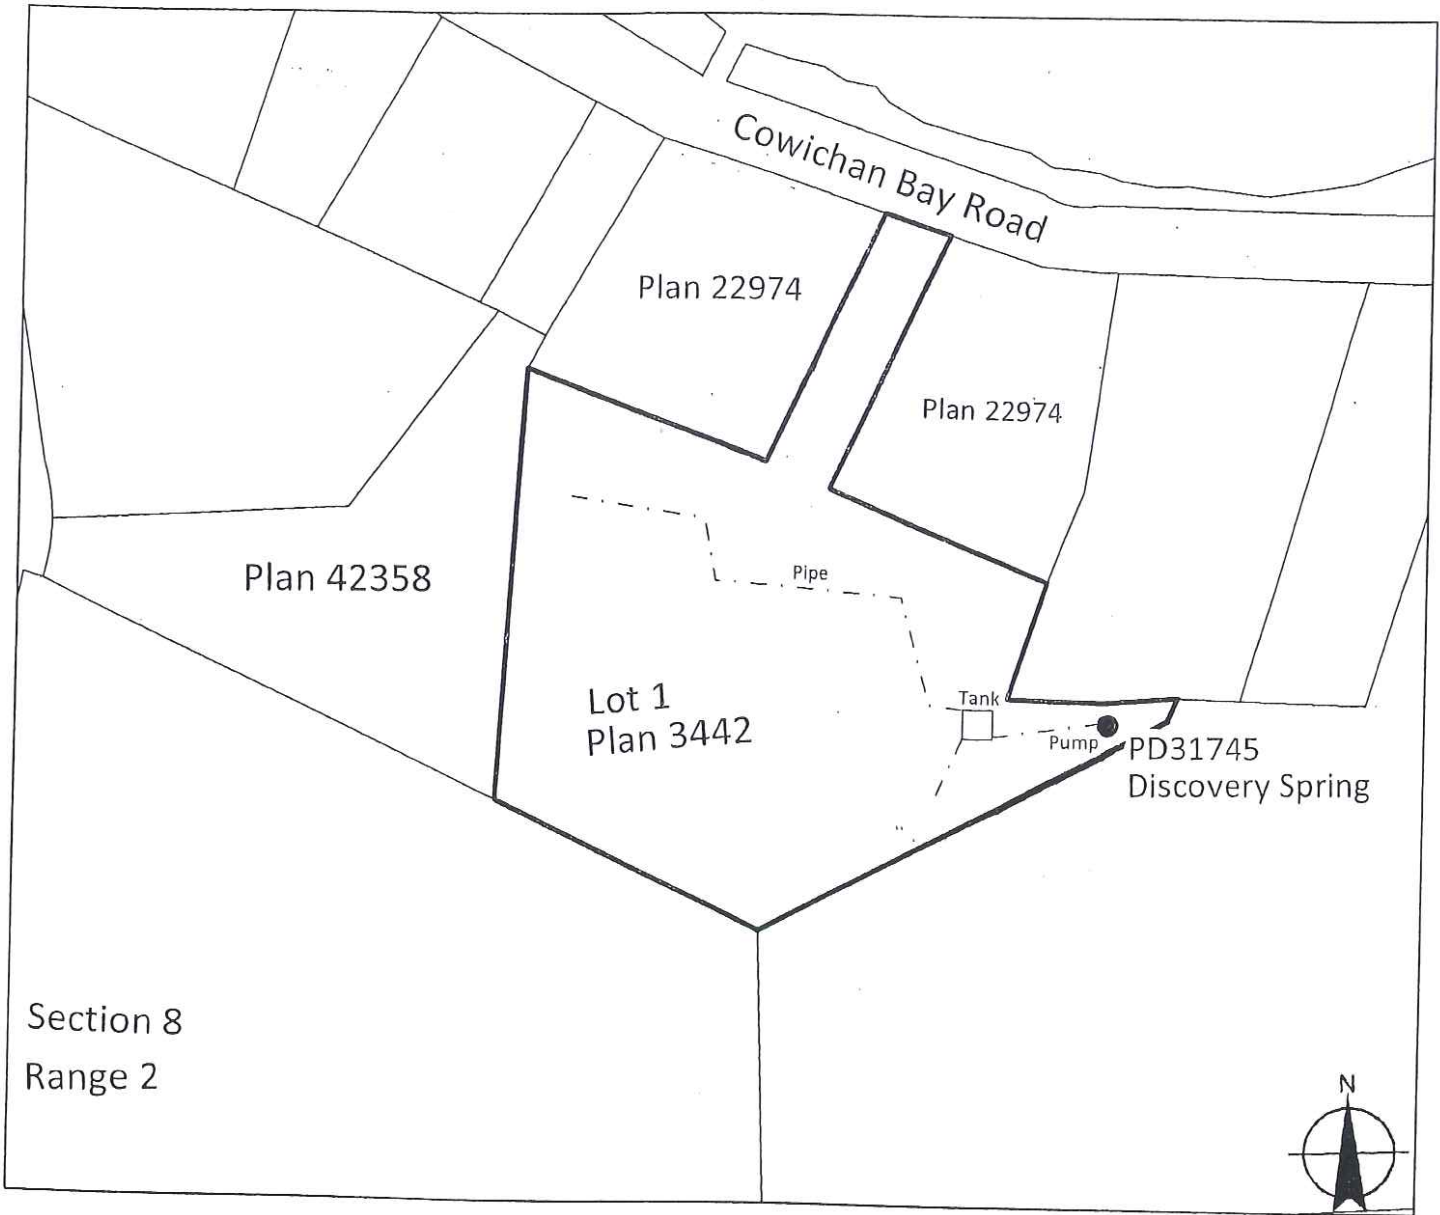 Cowichan Bay Road
Plan 22974
Plan 22974
Pipe
Plan 42358
Lot 1
Plan 3442
Tank
Pump
PD31745
Discovery Spring
Section 8
Range 2
N